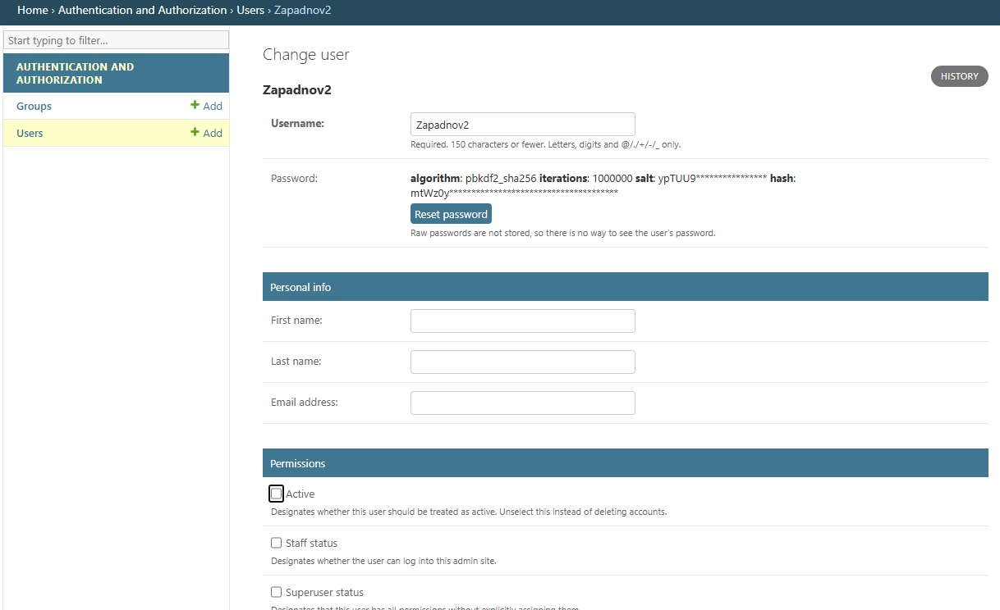 Home › Authentication and Authorization › Users › Zapadnov2
Start typing to filter...
AUTHENTICATION AND
AUTHORIZATION
Groups
+ Add
Users
+ Add
Change user
HISTORY
Zapadnov2
Username:
Zapadnov2
Required. 150 characters or fewer. Letters, digits and @/./+/-/_ only.
Password:
algorithm: pbkdf2_sha256 iterations: 1000000 salt: ypTUU9**************** hash:
mtWz0y**************************************
Reset password
Raw passwords are not stored, so there is no way to see the user's password.
Personal info
First name:
Last name:
Email address:
Permissions
Active
Designates whether this user should be treated as active. Unselect this instead of deleting accounts.
Staff status
Designates whether the user can log into this admin site.
Superuser status
Designates that this user has all permissions without explicitly assigning them.